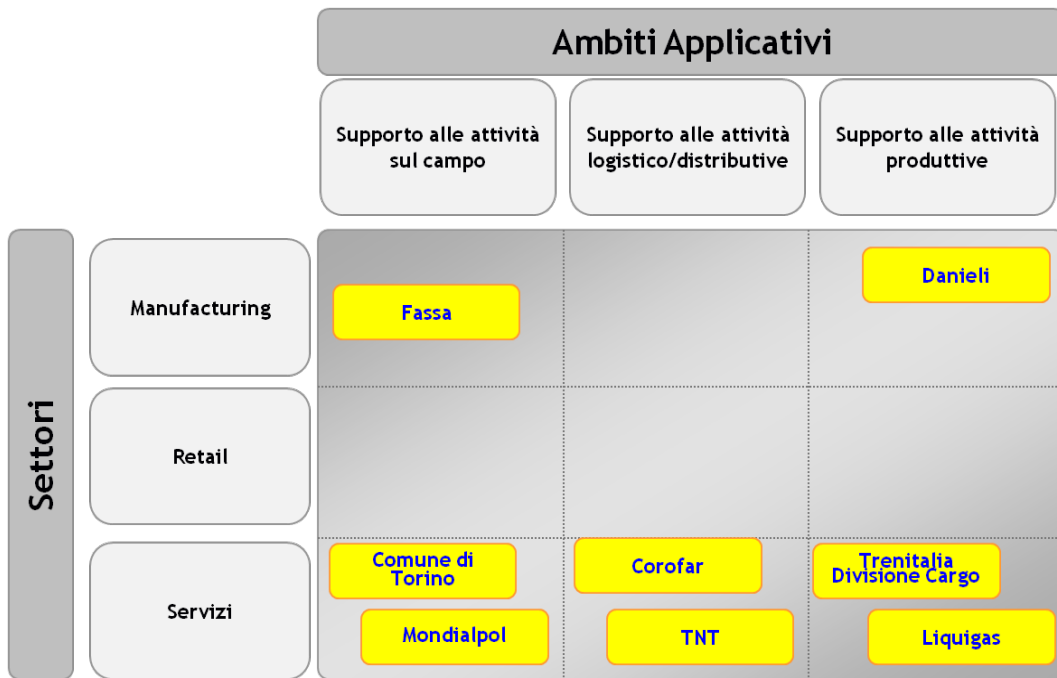 Ambiti Applicativi
Supporto alle attività
sul campo
Supporto alle attività
logistico/distributive
Supporto alle attività
produttive
Settori
Manufacturing
Fassa
Danieli
Retail
Servizi
Comune di
Torino
Corofar
Trenitalia
Divisione Cargo
Mondialpol
TNT
Liquigas